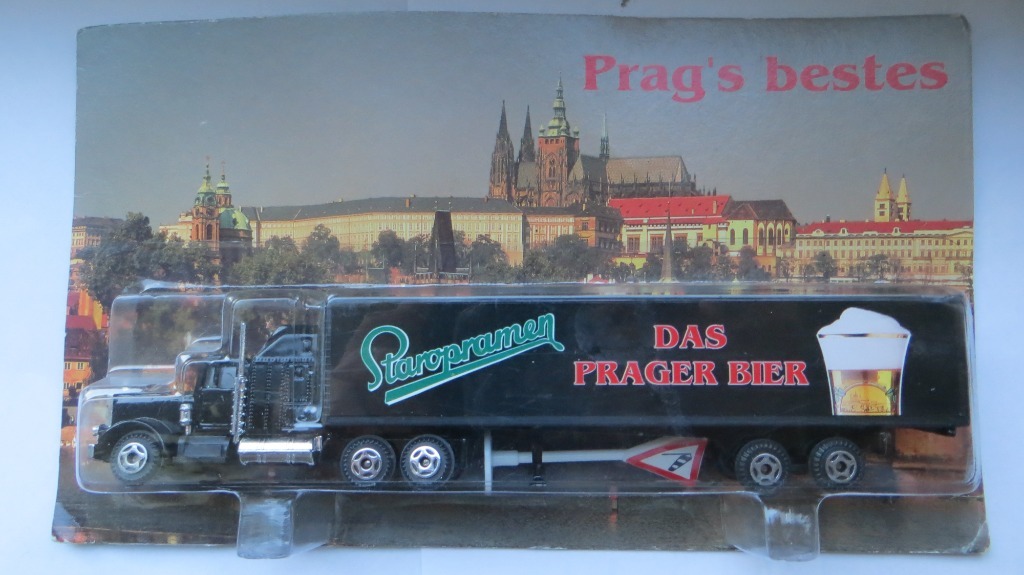 Prag's bestes
Staropramen
DAS
PRAGER BIER